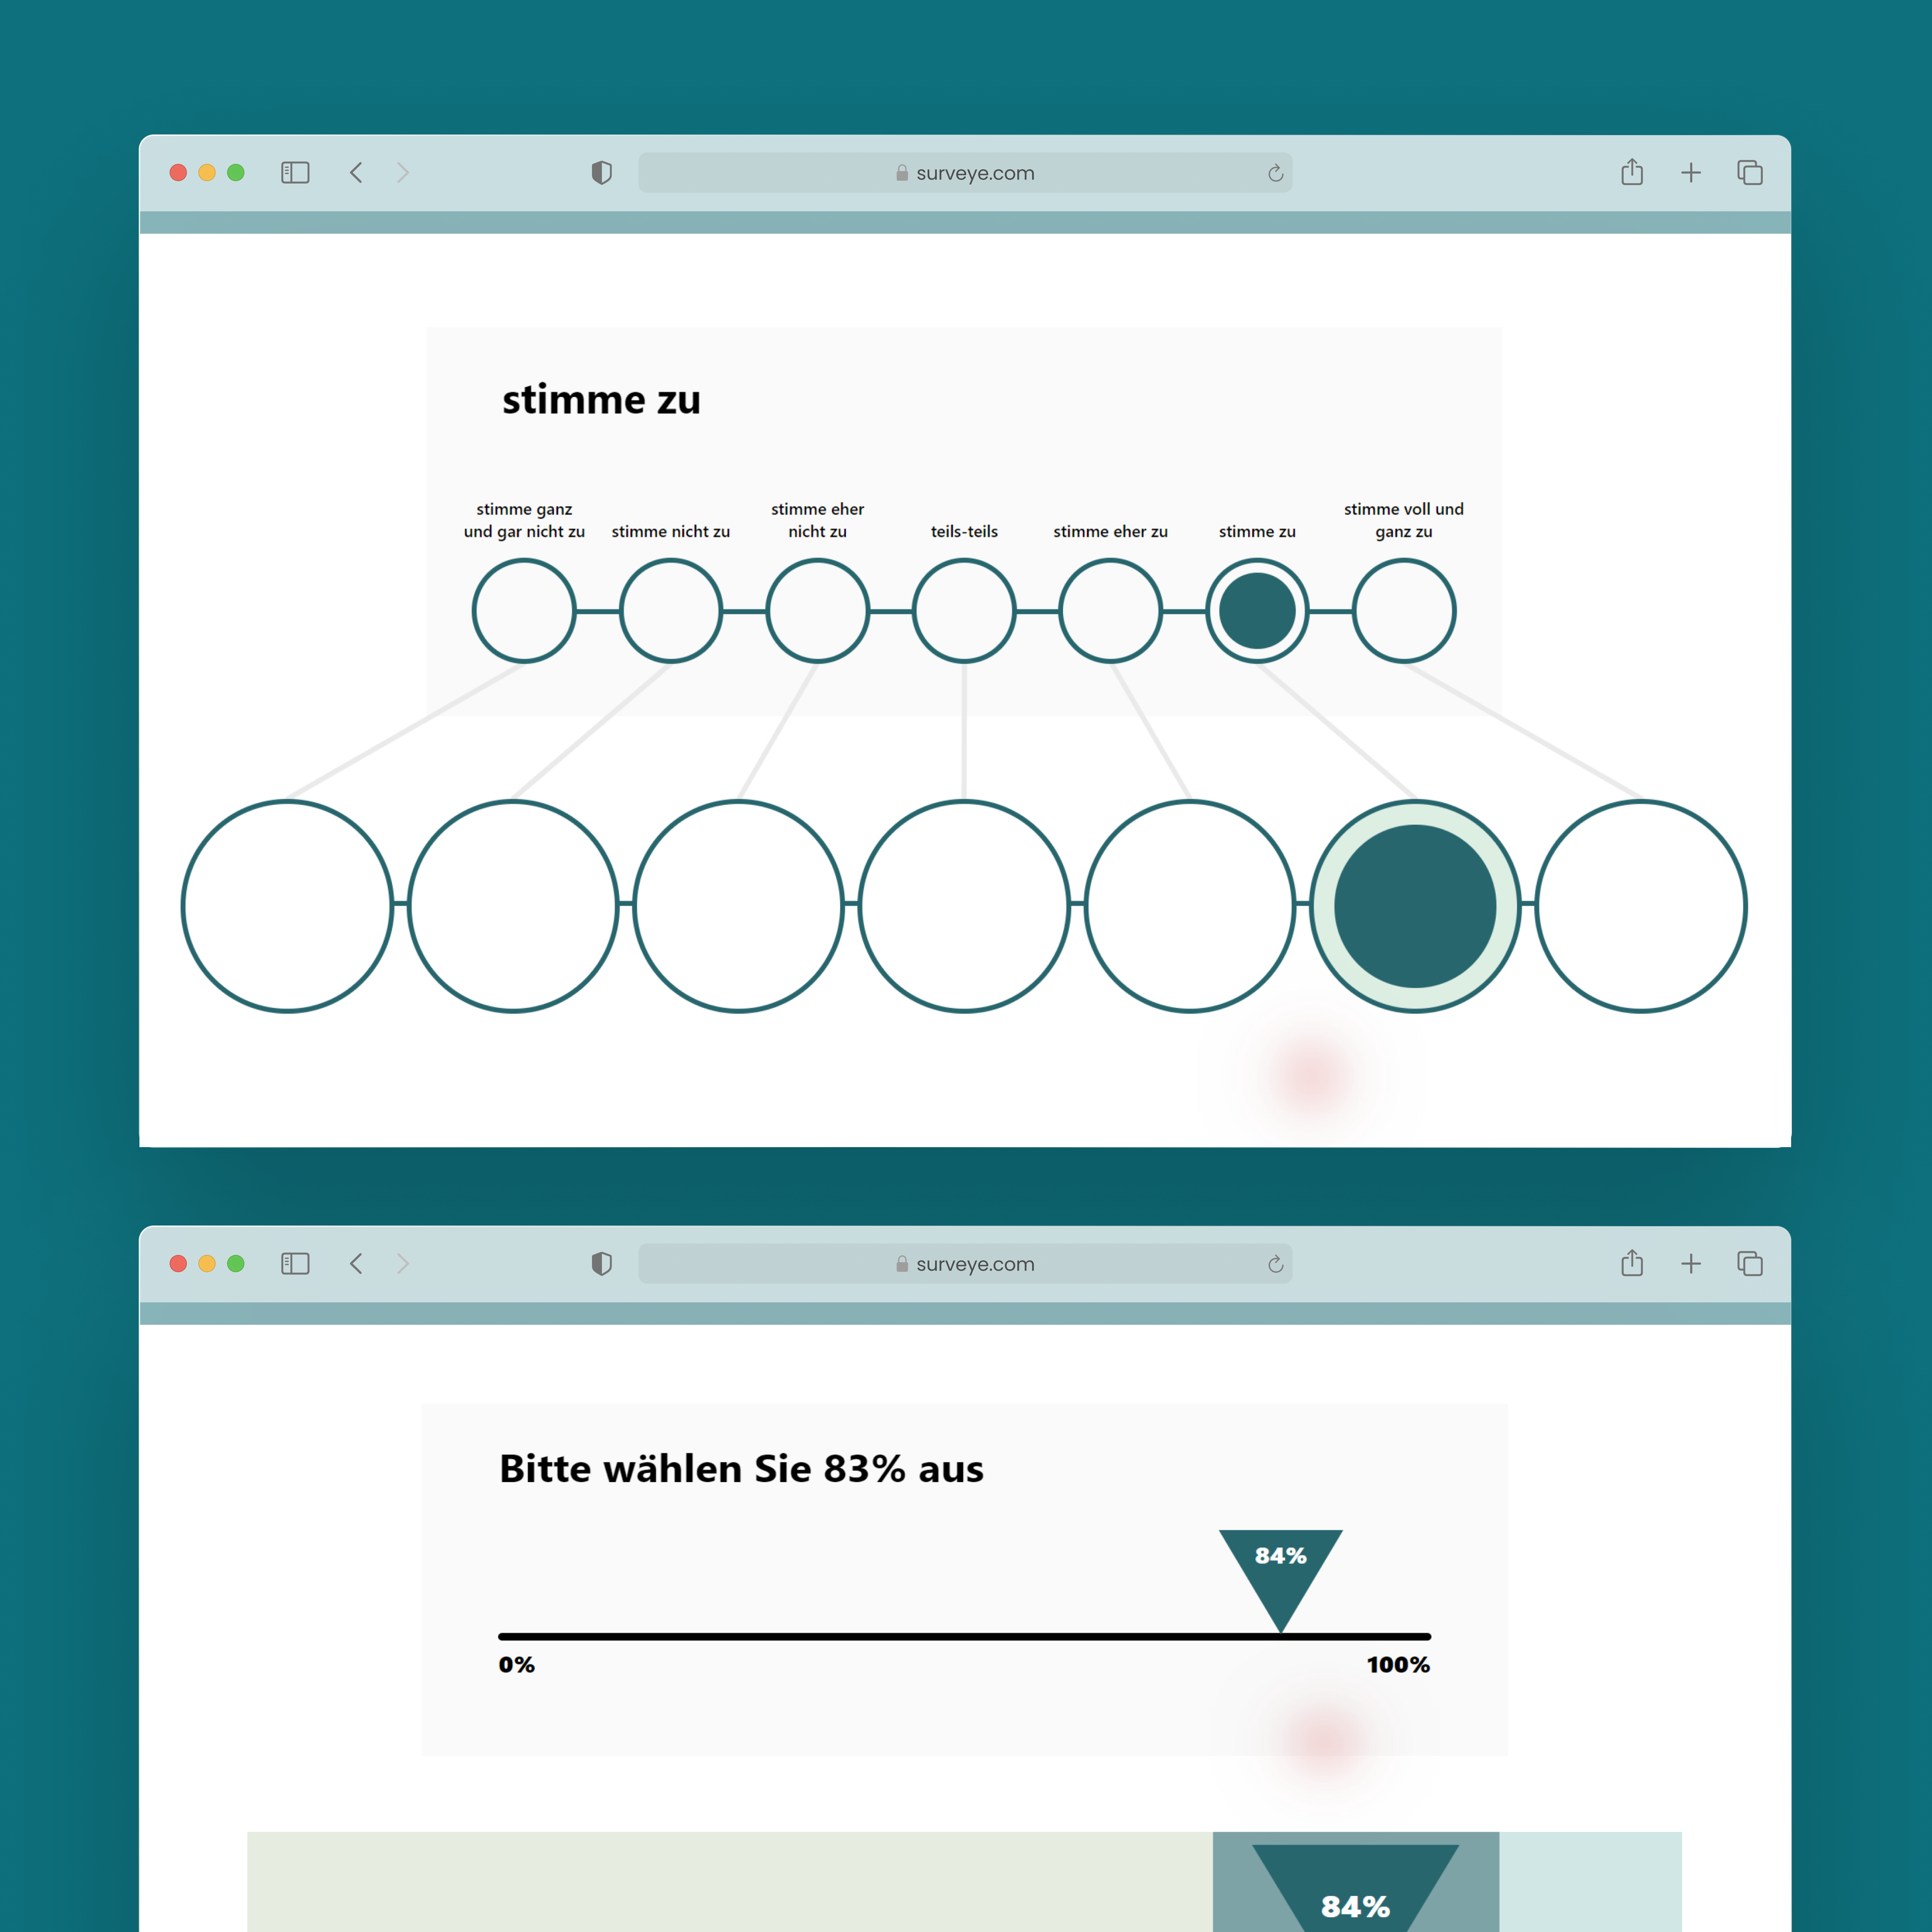 surveye.com
stimme zu
stimme ganz
und gar nicht zu
stimme nicht zu
stimme eher
nicht zu
teils-teils
stimme eher zu
stimme zu
stimme voll und
ganz zu
surveye.com
Bitte wählen Sie 83% aus
84%
0%
100%
84%